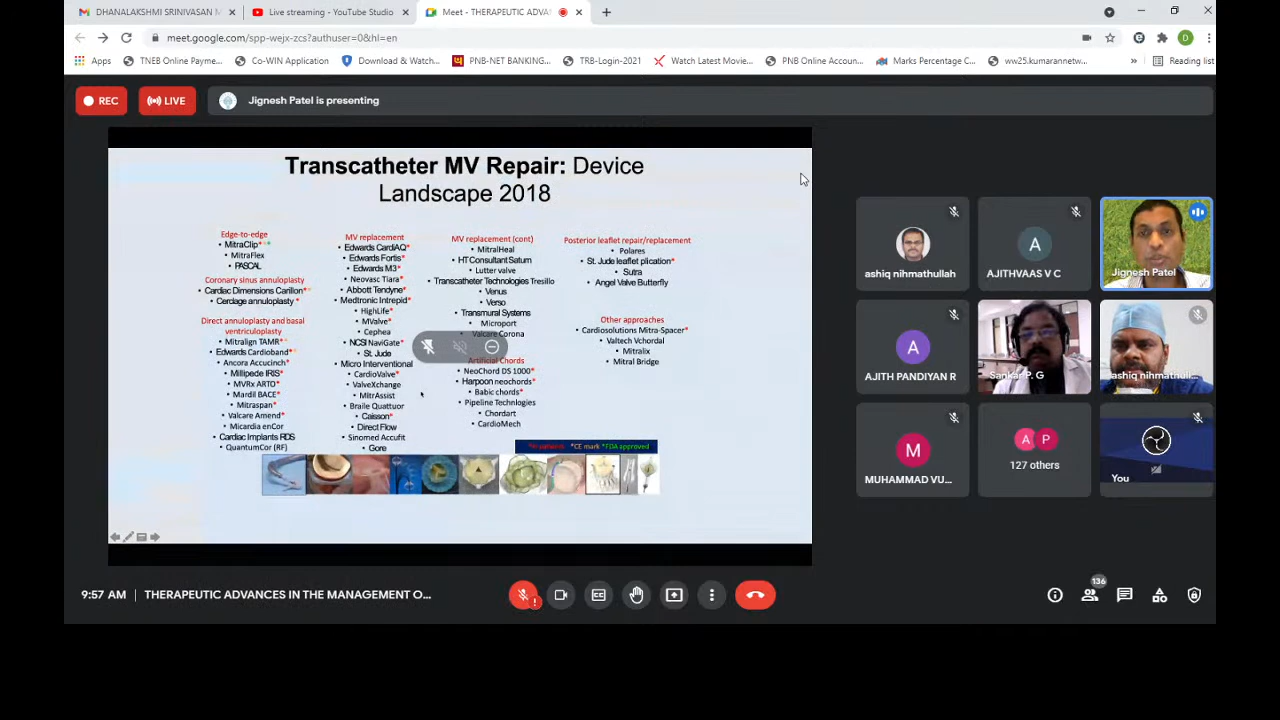 DHANALAKSHMI SRINIVASAN M
Live streaming - YouTube Studio
Meet - THERAPEUTIC ADVA
meet.google.com/spp-wejx-zcs?authuser=0&hl=en
D
Apps
TNEB Online Payme...
Co-WIN Application
Download & Watch...
PNB-NET BANKING...
TRB-Login-2021
Watch Latest Movie...
PNB Online Accoun...
Marks Percentage C...
ww25.kumarannetw...
»
Reading list
REC
LIVE
Jignesh Patel is presenting
Transcatheter MV Repair: Device
Landscape 2018
Edge-to-edge
• MitraClip**
• MitraFlex
• PASCAL
Coronary sinus annuloplasty
• Cardiac Dimensions Carillon**
• Cerclage annuloplasty *
Direct annuloplasty and basal
ventriculoplasty
• Mitralign TAMR**
• Edwards Cardioband**
• Ancora Accucinch*
• Millipede IRIS*
• MVRx ARTO*
• Mardil BACE*
• Mitraspan*
• Valcare Amend*
• Micardia enCor
• Cardiac Implants RDS
• QuantumCor (RF)
MV replacement
• Edwards CardiAQ*
• Edwards Fortis*
• Edwards M3*
• Neovasc Tiara*
• Abbott Tendyne*
• Medtronic Intrepid*
• HighLife*
• MValve*
• Cephea
• NCSI NaviGate*
• St. Jude
• Micro Interventional
• CardioValve*
• ValveXchange
• MitrAssist
• Braile Quattuor
• Caisson*
• Direct Flow
• Sinomed Accufit
• Gore
MV replacement (cont)
• MitralHeal
• HT Consultant Saturn
• Lutter valve
• Transcatheter Technologies Tresillo
• Venus
• Verso
• Transmural Systems
• Microport
• Valcare Corona
Artificial Chords
• NeoChord DS 1000*
• Harpoon neochords*
• Babic chords*
• Pipeline Technlogies
• Chordart
• CardioMech
Posterior leaflet repair/replacement
• Polares
• St. Jude leaflet plication*
• Sutra
• Angel Valve Butterfly
Other approaches
• Cardiosolutions Mitra-Spacer*
• Valtech Vchordal
• Mitralix
• Mitral Bridge
*CE mark *FDA approved
ashiq nihmathullah
A
AJITHVAAS V C
Jignesh Patel
A
AJITH PANDIYAN R
Sankar P. G
ashiq nihmathull...
M
MUHAMMAD VU...
A P
127 others
You
9:57 AM | THERAPEUTIC ADVANCES IN THE MANAGEMENT O...
136